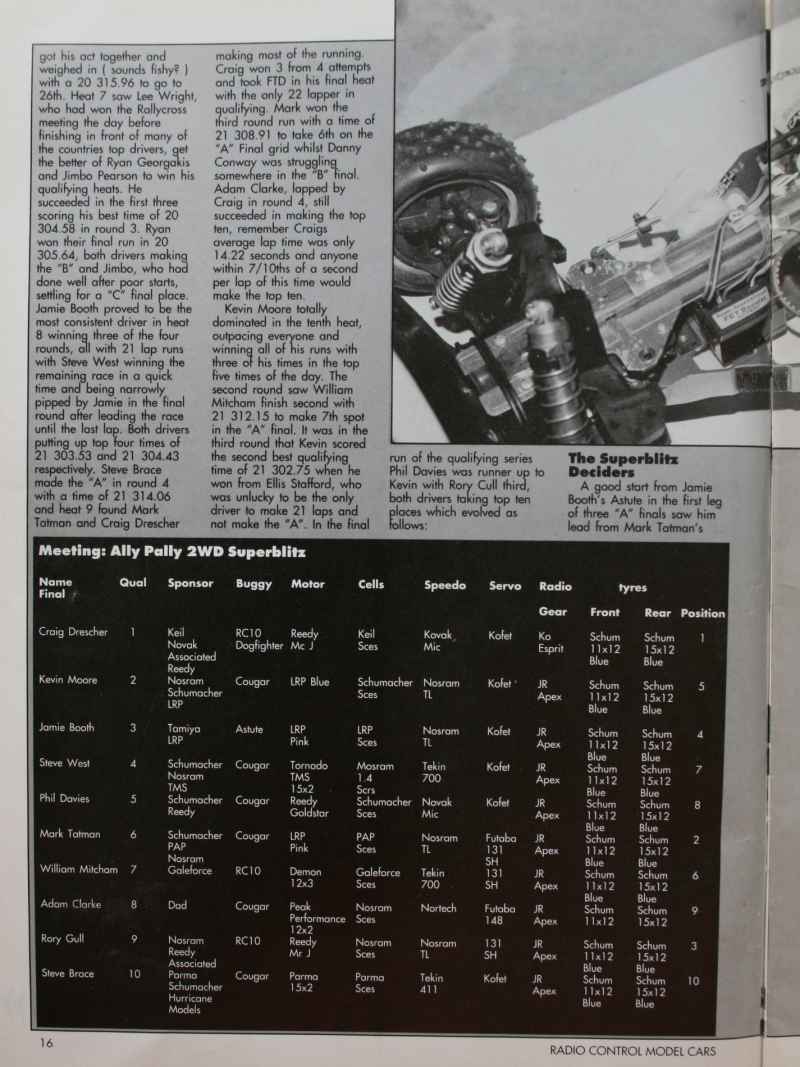 got his act together and
weighed in ( sounds fishy? )
with a 20 315.96 to go to
26th. Heat 7 saw Lee Wright,
who had won the Rallycross
meeting the day before
finishing in front of many of
the countries top drivers, get
the better of Ryan Georgakis
and Jimbo Pearson to win his
qualifying heats. He
succeeded in the first three
scoring his best time of 20
304.58 in round 3. Ryan
won their final run in 20
305.64, both drivers making
the "B" and Jimbo, who had
done well after poor starts,
settling for a "C" final place.
Jamie Booth proved to be the
most consistent driver in heat
8 winning three of the four
rounds, all with 21 lap runs
with Steve West winning the
remaining race in a quick
time and being narrowly
pipped by Jamie in the final
round after leading the race
until the last lap. Both drivers
putting up top four times of
21 303.53 and 21 304.43
respectively. Steve Brace
made the "A" in round 4
with a time of 21 314.06
and heat 9 found Mark
Tatman and Craig Drescher
making most of the running.
Craig won 3 from 4 attempts
and took FTD in his final heat
with the only 22 lapper in
qualifying. Mark won the
third round run with a time of
21 308.91 to take 6th on the
"A" Final grid whilst Danny
Conway was struggling
somewhere in the "B" final.
Adam Clarke, lapped by
Craig in round 4, still
succeeded in making the top
ten, remember Craigs
average lap time was only
14.22 seconds and anyone
within 7/10ths of a second
per lap of this time would
make the top ten.
Kevin Moore totally
dominated in the tenth heat,
outpacing everyone and
winning all of his runs with
three of his times in the top
five times of the day. The
second round saw William
Mitcham finish second with
21 312.15 to make 7th spot
in the "A" final. It was in the
third round that Kevin scored
the second best qualifying
time of 21 302.75 when he
won from Ellis Stafford, who
was unlucky to be the only
driver to make 21 laps and
not make the "A". In the final
run of the qualifying series
Phil Davies was runner up to
Kevin with Rory Cull third,
both drivers taking top ten
places which evolved as
follows:
The Superblitz
Deciders
A good start from Jamie
Booth's Astute in the first leg
of three "A" finals saw him
lead from Mark Tatman's
Meeting: Ally Pally 2WD Superblitz
Name Qual Sponsor Buggy Motor Cells Speedo Servo Radio tyres
Final
Gear Front Rear Position
Craig Drescher 1 Keil RC10 Reedy Keil Kovak Kofet Ko Schum Schum 1
Novak Dogfighter Mc J Sces Mic Esprit 11x12 15x12
Associated Blue Blue
Reedy
Kevin Moore 2 Nosram Cougar LRP Blue Schumacher Nosram Kofet JR Schum Schum 5
Schumacher Sces TL Apex 11x12 15x12
LRP Blue Blue
Jamie Booth 3 Tamiya Astute LRP LRP Nosram Kofet JR Schum Schum 4
LRP Pink Sces TL Apex 11x12 15x12
Blue Blue
Steve West 4 Schumacher Cougar Tornado Mosram Tekin Kofet JR Schum Schum 7
Nosram TMS 1.4 700 Apex 11x12 15x12
TMS 15x2 Scrs Blue Blue
Phil Davies 5 Schumacher Cougar Reedy Schumacher Novak Kofet JR Schum Schum 8
Reedy Goldstar Sces Mic Apex 11x12 15x12
Blue Blue
Mark Tatman 6 Schumacher Cougar LRP PAP Nosram Futaba JR Schum Schum 2
PAP Pink Sces TL 131 Apex 11x12 15x12
Nosram SH Blue Blue
William Mitcham 7 Galeforce RC10 Demon Galeforce Tekin 131 JR Schum Schum 6
12x3 Sces 700 SH Apex 11x12 15x12
Blue Blue
Adam Clarke 8 Dad Cougar Peak Nosram Nortech Futaba JR Schum Schum 9
Performance Sces 148 Apex 11x12 15x12
12x2
Rory Gull 9 Nosram RC10 Reedy Nosram Nosram 131 JR Schum Schum 3
Reedy Mr J Sces TL SH Apex 11x12 15x12
Associated Blue Blue
Steve Brace 10 Parma Cougar Parma Parma Tekin Kofet JR Schum Schum 10
Schumacher 15x2 Sces 411 Apex 11x12 15x12
Hurricane Blue Blue
Models
16
RADIO CONTROL MODEL CARS